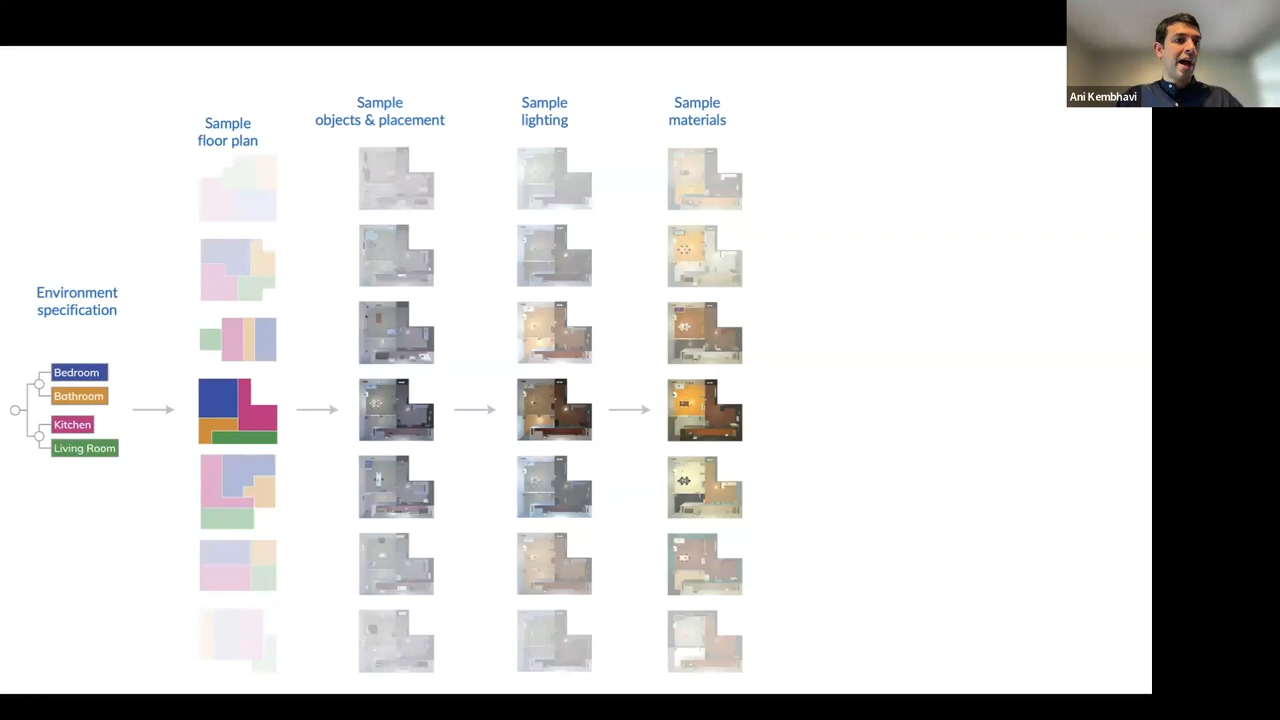 Ani Kembhavi
Sample
objects & placement
Sample
lighting
Sample
materials
Sample
floor plan
Environment
specification
Bedroom
Bathroom
Kitchen
Living Room